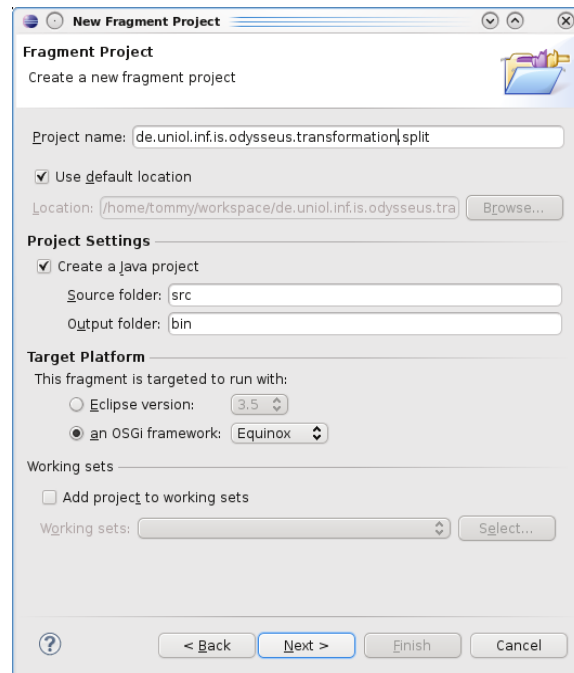 New Fragment Project
Fragment Project
Create a new fragment project
Project name: de.uniol.inf.is.odysseus.transformation.split
Use default location
Location: /home/tommy/workspace/de.uniol.inf.is.odysseus.tra Browse...
Project Settings
Create a Java project
Source folder: src
Output folder: bin
Target Platform
This fragment is targeted to run with:
Eclipse version: 3.5
an OSGi framework: Equinox
Working sets
Add project to working sets
Working sets: Select...
? < Back Next > Finish Cancel